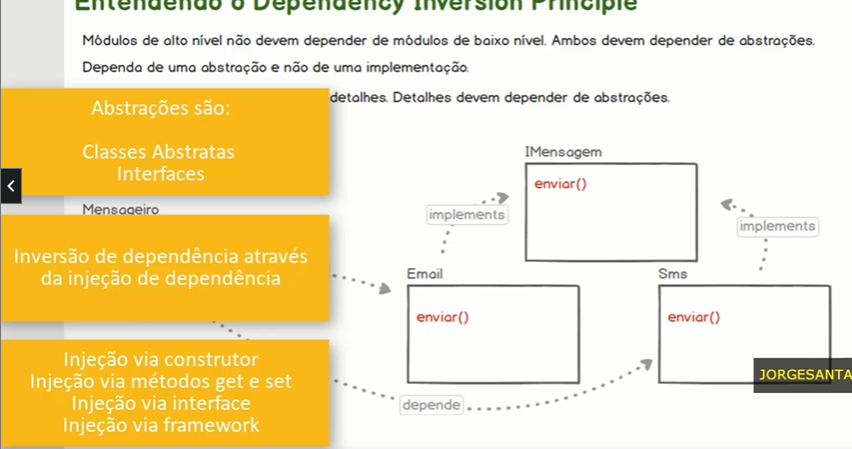 Entendendo o Dependency Inversion Principle
Módulos de alto nível não devem depender de módulos de baixo nível. Ambos devem depender de abstrações.
Dependa de uma abstração e não de uma implementação.
detalhes. Detalhes devem depender de abstrações.
Abstrações são:
Classes Abstratas
Interfaces
IMensagem
enviar()
Mensageiro
implements
implements
Inversão de dependência através
da injeção de dependência
Email
Sms
enviar()
enviar()
Injeção via construtor
Injeção via métodos get e set
Injeção via interface
Injeção via framework
JORGESANTA
depende